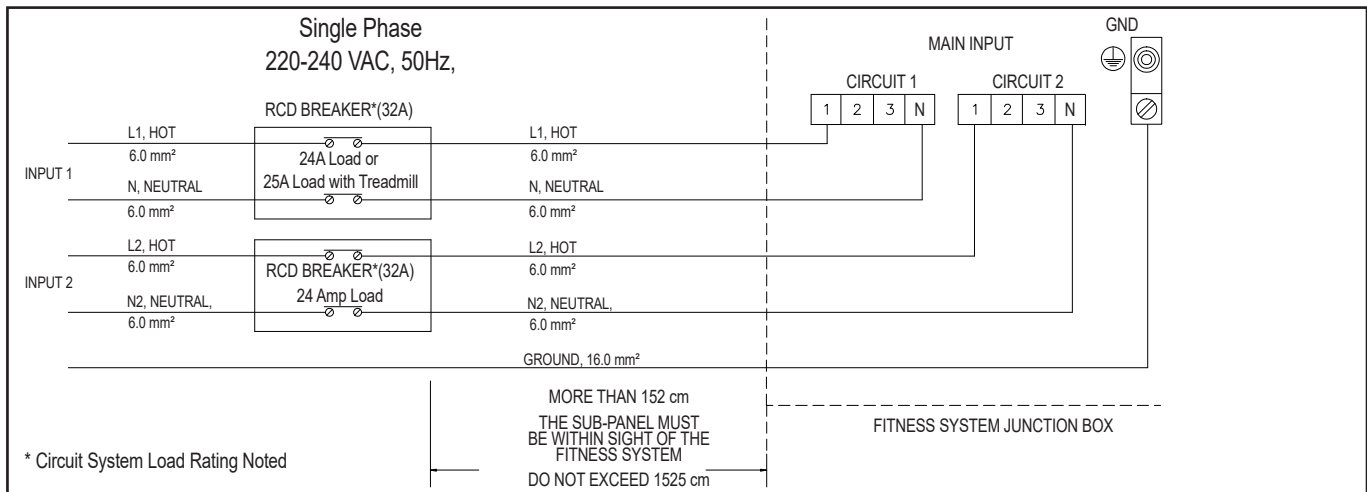 Single Phase
220-240 VAC, 50Hz,
RCD BREAKER*(32A)
L1, HOT
6.0 mm²
24A Load or
25A Load with Treadmill
INPUT 1
N, NEUTRAL
6.0 mm²
L1, HOT
6.0 mm²
N, NEUTRAL
6.0 mm²
L2, HOT
6.0 mm²
RCD BREAKER*(32A)
24 Amp Load
INPUT 2
N2, NEUTRAL,
6.0 mm²
L2, HOT
6.0 mm²
N2, NEUTRAL,
6.0 mm²
GROUND, 16.0 mm²
MORE THAN 152 cm
THE SUB-PANEL MUST
BE WITHIN SIGHT OF THE
FITNESS SYSTEM
DO NOT EXCEED 1525 cm
* Circuit System Load Rating Noted
MAIN INPUT
GND
CIRCUIT 1
1 2 3 N
CIRCUIT 2
1 2 3 N
FITNESS SYSTEM JUNCTION BOX